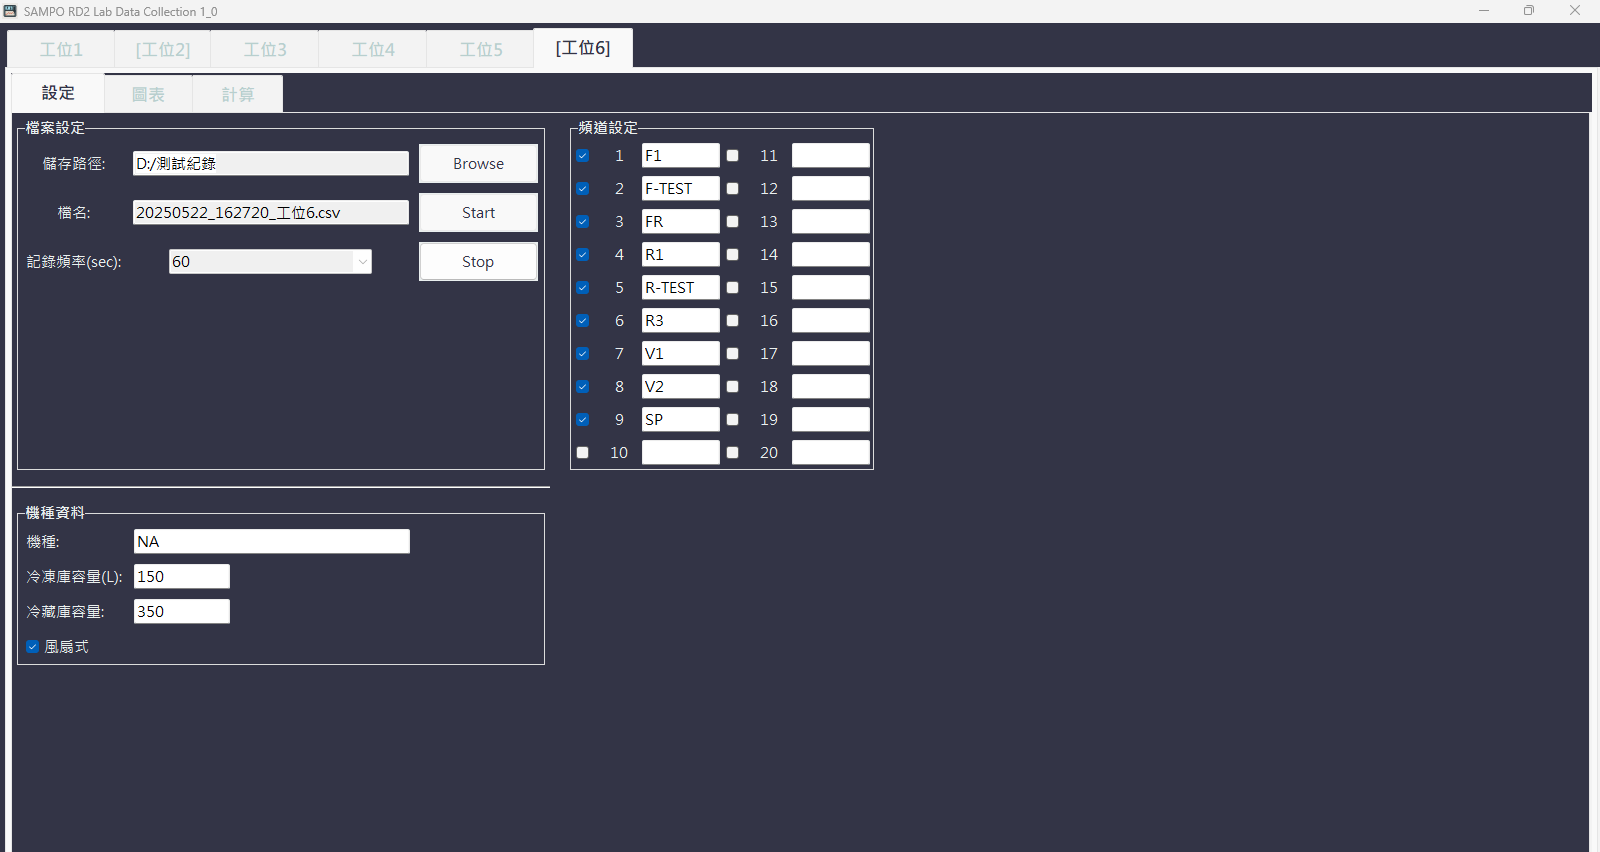 SAMPO RD2 Lab Data Collection 1_0
工位1 [工位2] 工位3 工位4 工位5 [工位6]
設定 圖表 計算
檔案設定
儲存路徑: D:/測試紀錄 Browse
檔名: 20250522_162720_工位6.csv Start
記錄頻率(sec): 60 Stop
頻道設定
1 F1 11
2 F-TEST 12
3 FR 13
4 R1 14
5 R-TEST 15
6 R3 16
7 V1 17
8 V2 18
9 SP 19
10 20
機種資料
機種: NA
冷凍庫容量(L): 150
冷藏庫容量: 350
風扇式